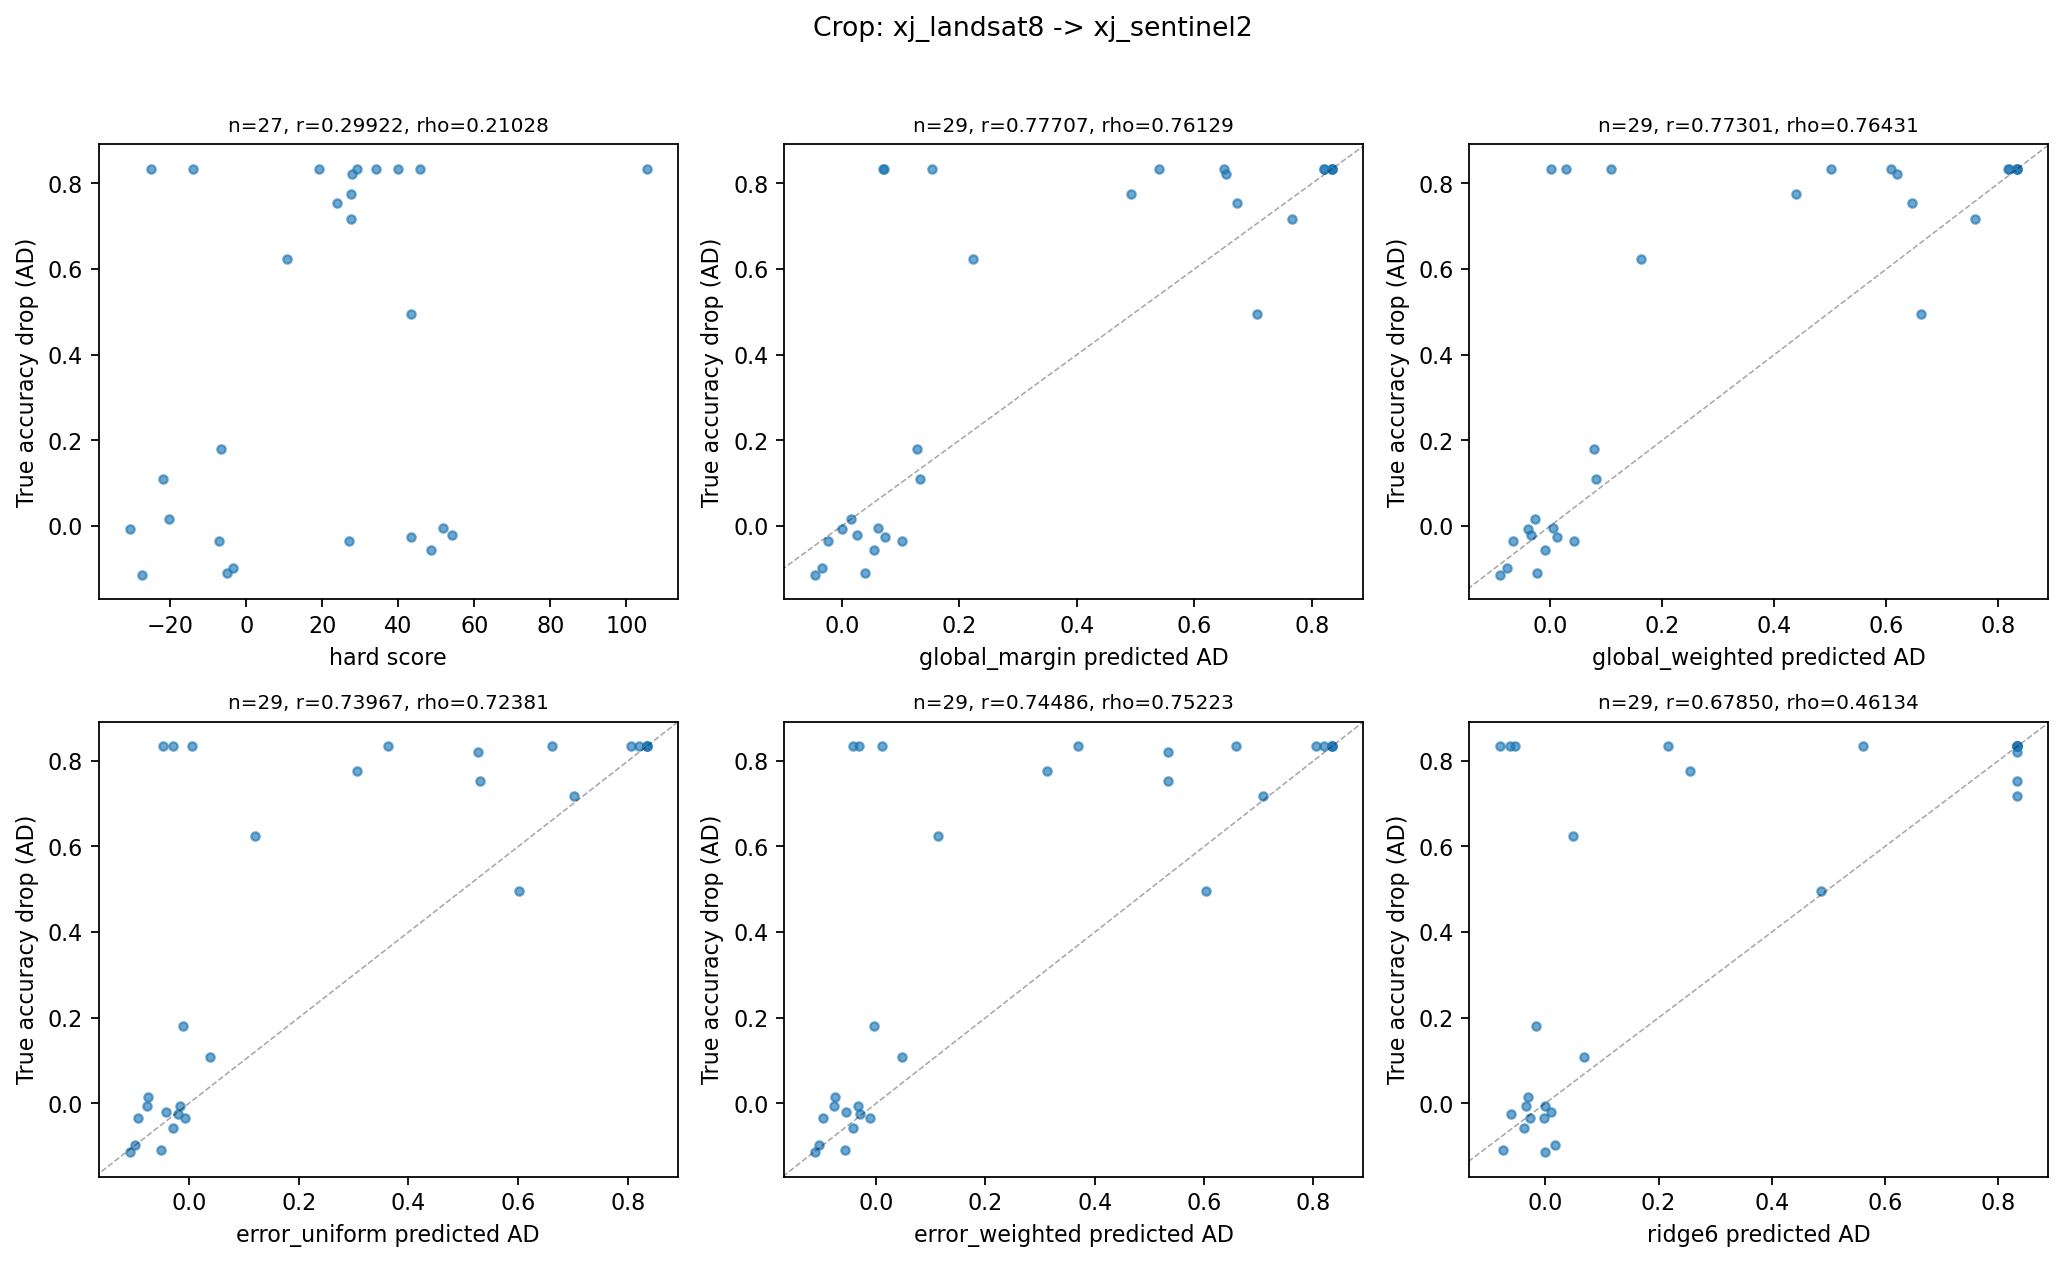 Crop: xj_landsat8 -> xj_sentinel2
n=27, r=0.29922, rho=0.21028
True accuracy drop (AD)
0.8
0.6
0.4
0.2
0.0
−20 0 20 40 60 80 100
hard score
n=29, r=0.77707, rho=0.76129
True accuracy drop (AD)
0.8
0.6
0.4
0.2
0.0
0.0 0.2 0.4 0.6 0.8
global_margin predicted AD
n=29, r=0.77301, rho=0.76431
True accuracy drop (AD)
0.8
0.6
0.4
0.2
0.0
0.0 0.2 0.4 0.6 0.8
global_weighted predicted AD
n=29, r=0.73967, rho=0.72381
True accuracy drop (AD)
0.8
0.6
0.4
0.2
0.0
0.0 0.2 0.4 0.6 0.8
error_uniform predicted AD
n=29, r=0.74486, rho=0.75223
True accuracy drop (AD)
0.8
0.6
0.4
0.2
0.0
0.0 0.2 0.4 0.6 0.8
error_weighted predicted AD
n=29, r=0.67850, rho=0.46134
True accuracy drop (AD)
0.8
0.6
0.4
0.2
0.0
0.0 0.2 0.4 0.6 0.8
ridge6 predicted AD